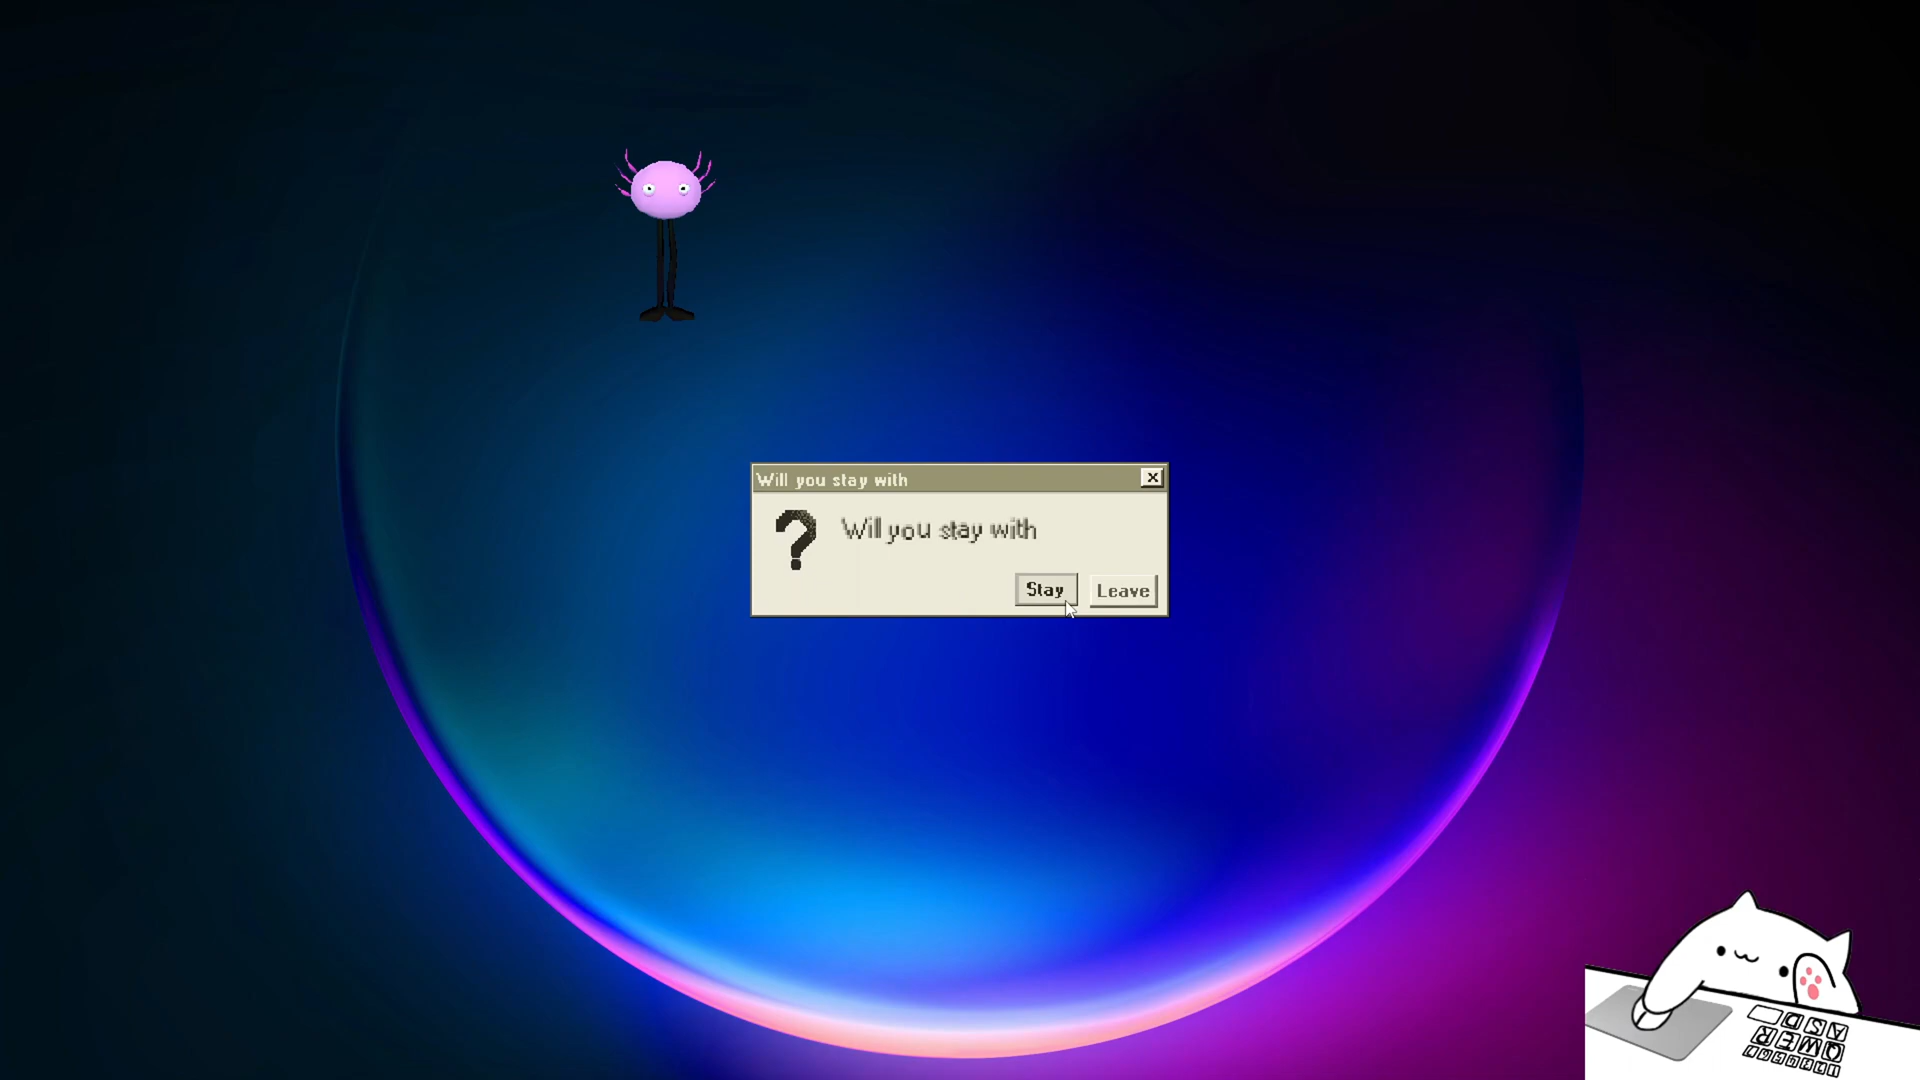 Will you stay with
Will you stay with
Stay
Leave
A S D
Q W E R